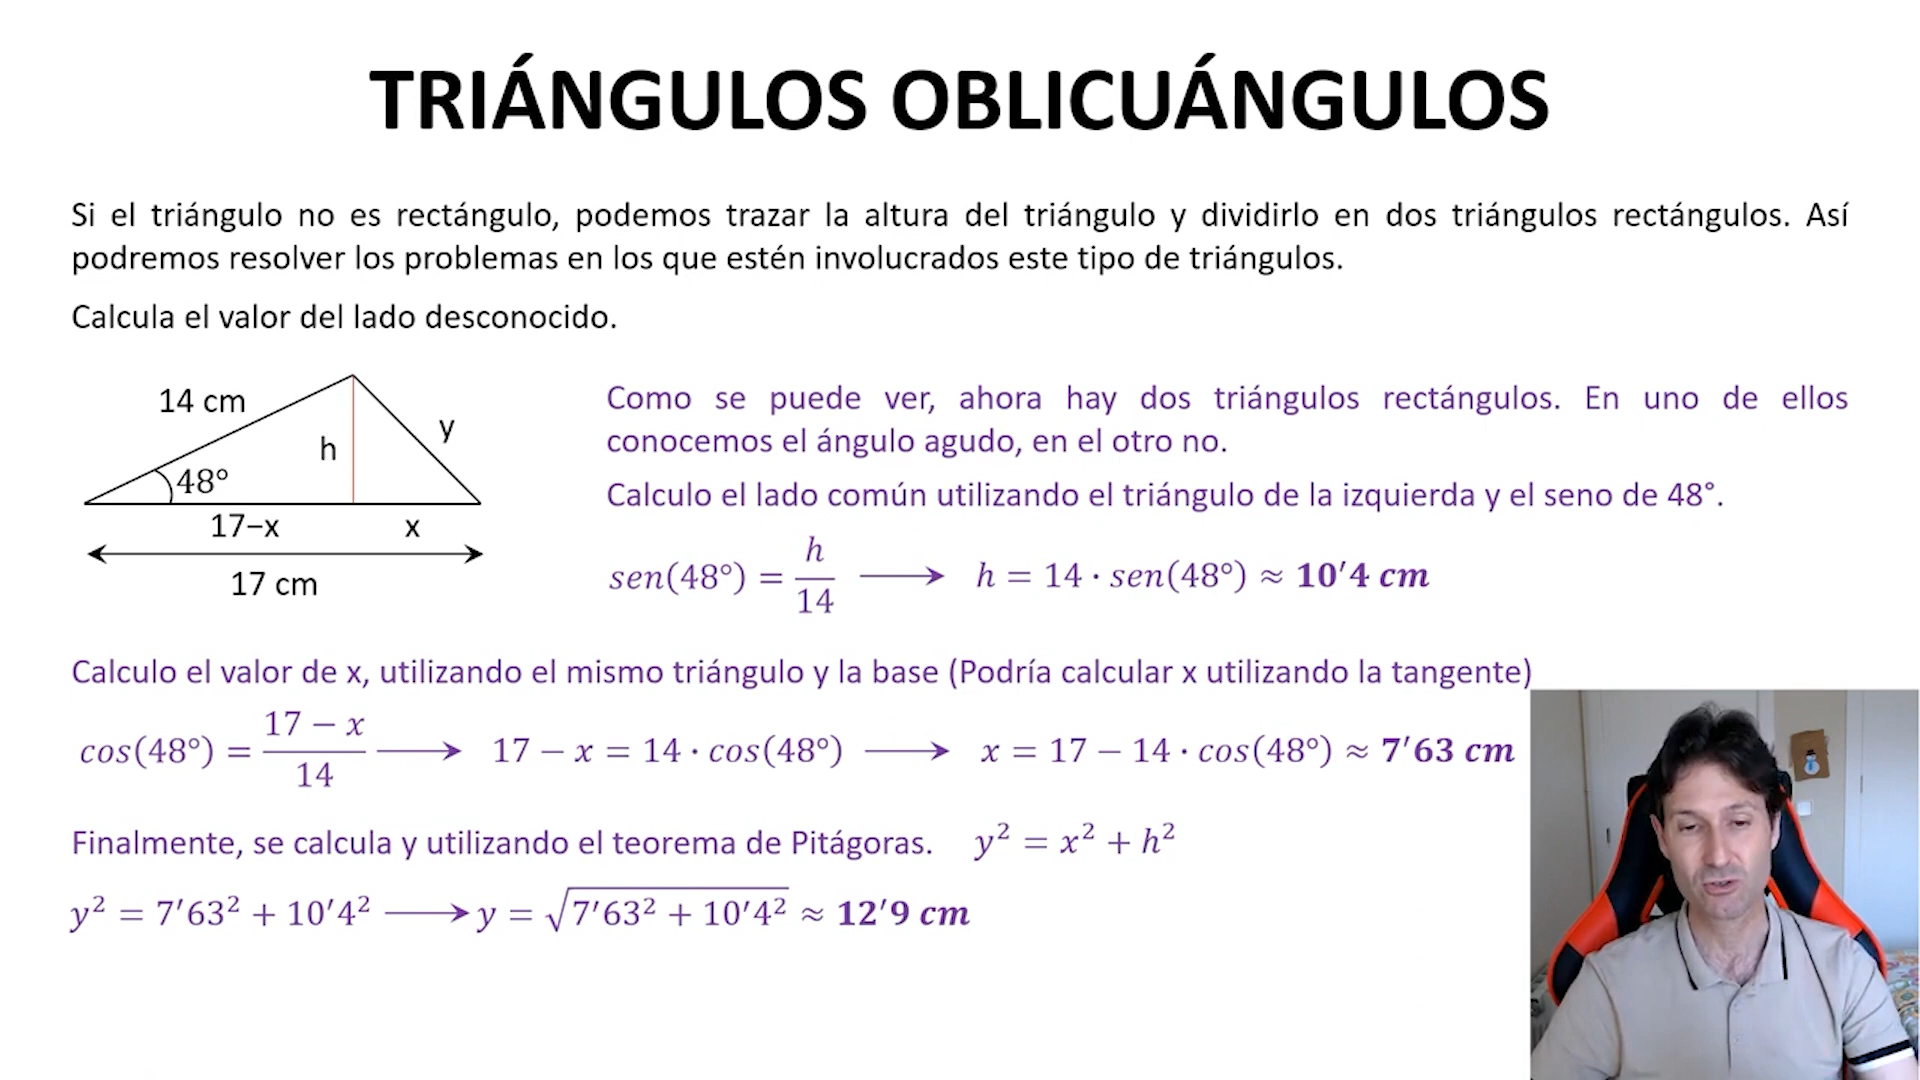 TRIÁNGULOS OBLICUÁNGULOS
Si el triángulo no es rectángulo, podemos trazar la altura del triángulo y dividirlo en dos triángulos rectángulos. Así
podremos resolver los problemas en los que estén involucrados este tipo de triángulos.
Calcula el valor del lado desconocido.
14 cm
h
y
48°
17−x
x
17 cm
Como se puede ver, ahora hay dos triángulos rectángulos. En uno de ellos
conocemos el ángulo agudo, en el otro no.
Calculo el lado común utilizando el triángulo de la izquierda y el seno de 48°.
sen(48°) = h/14 ⟶ h = 14 · sen(48°) ≈ 10′4 cm
Calculo el valor de x, utilizando el mismo triángulo y la base (Podría calcular x utilizando la tangente)
cos(48°) = (17 − x)/14 ⟶ 17 − x = 14 · cos(48°) ⟶ x = 17 − 14 · cos(48°) ≈ 7′63 cm
Finalmente, se calcula y utilizando el teorema de Pitágoras. y² = x² + h²
y² = 7′63² + 10′4² ⟶ y = √(7′63² + 10′4²) ≈ 12′9 cm